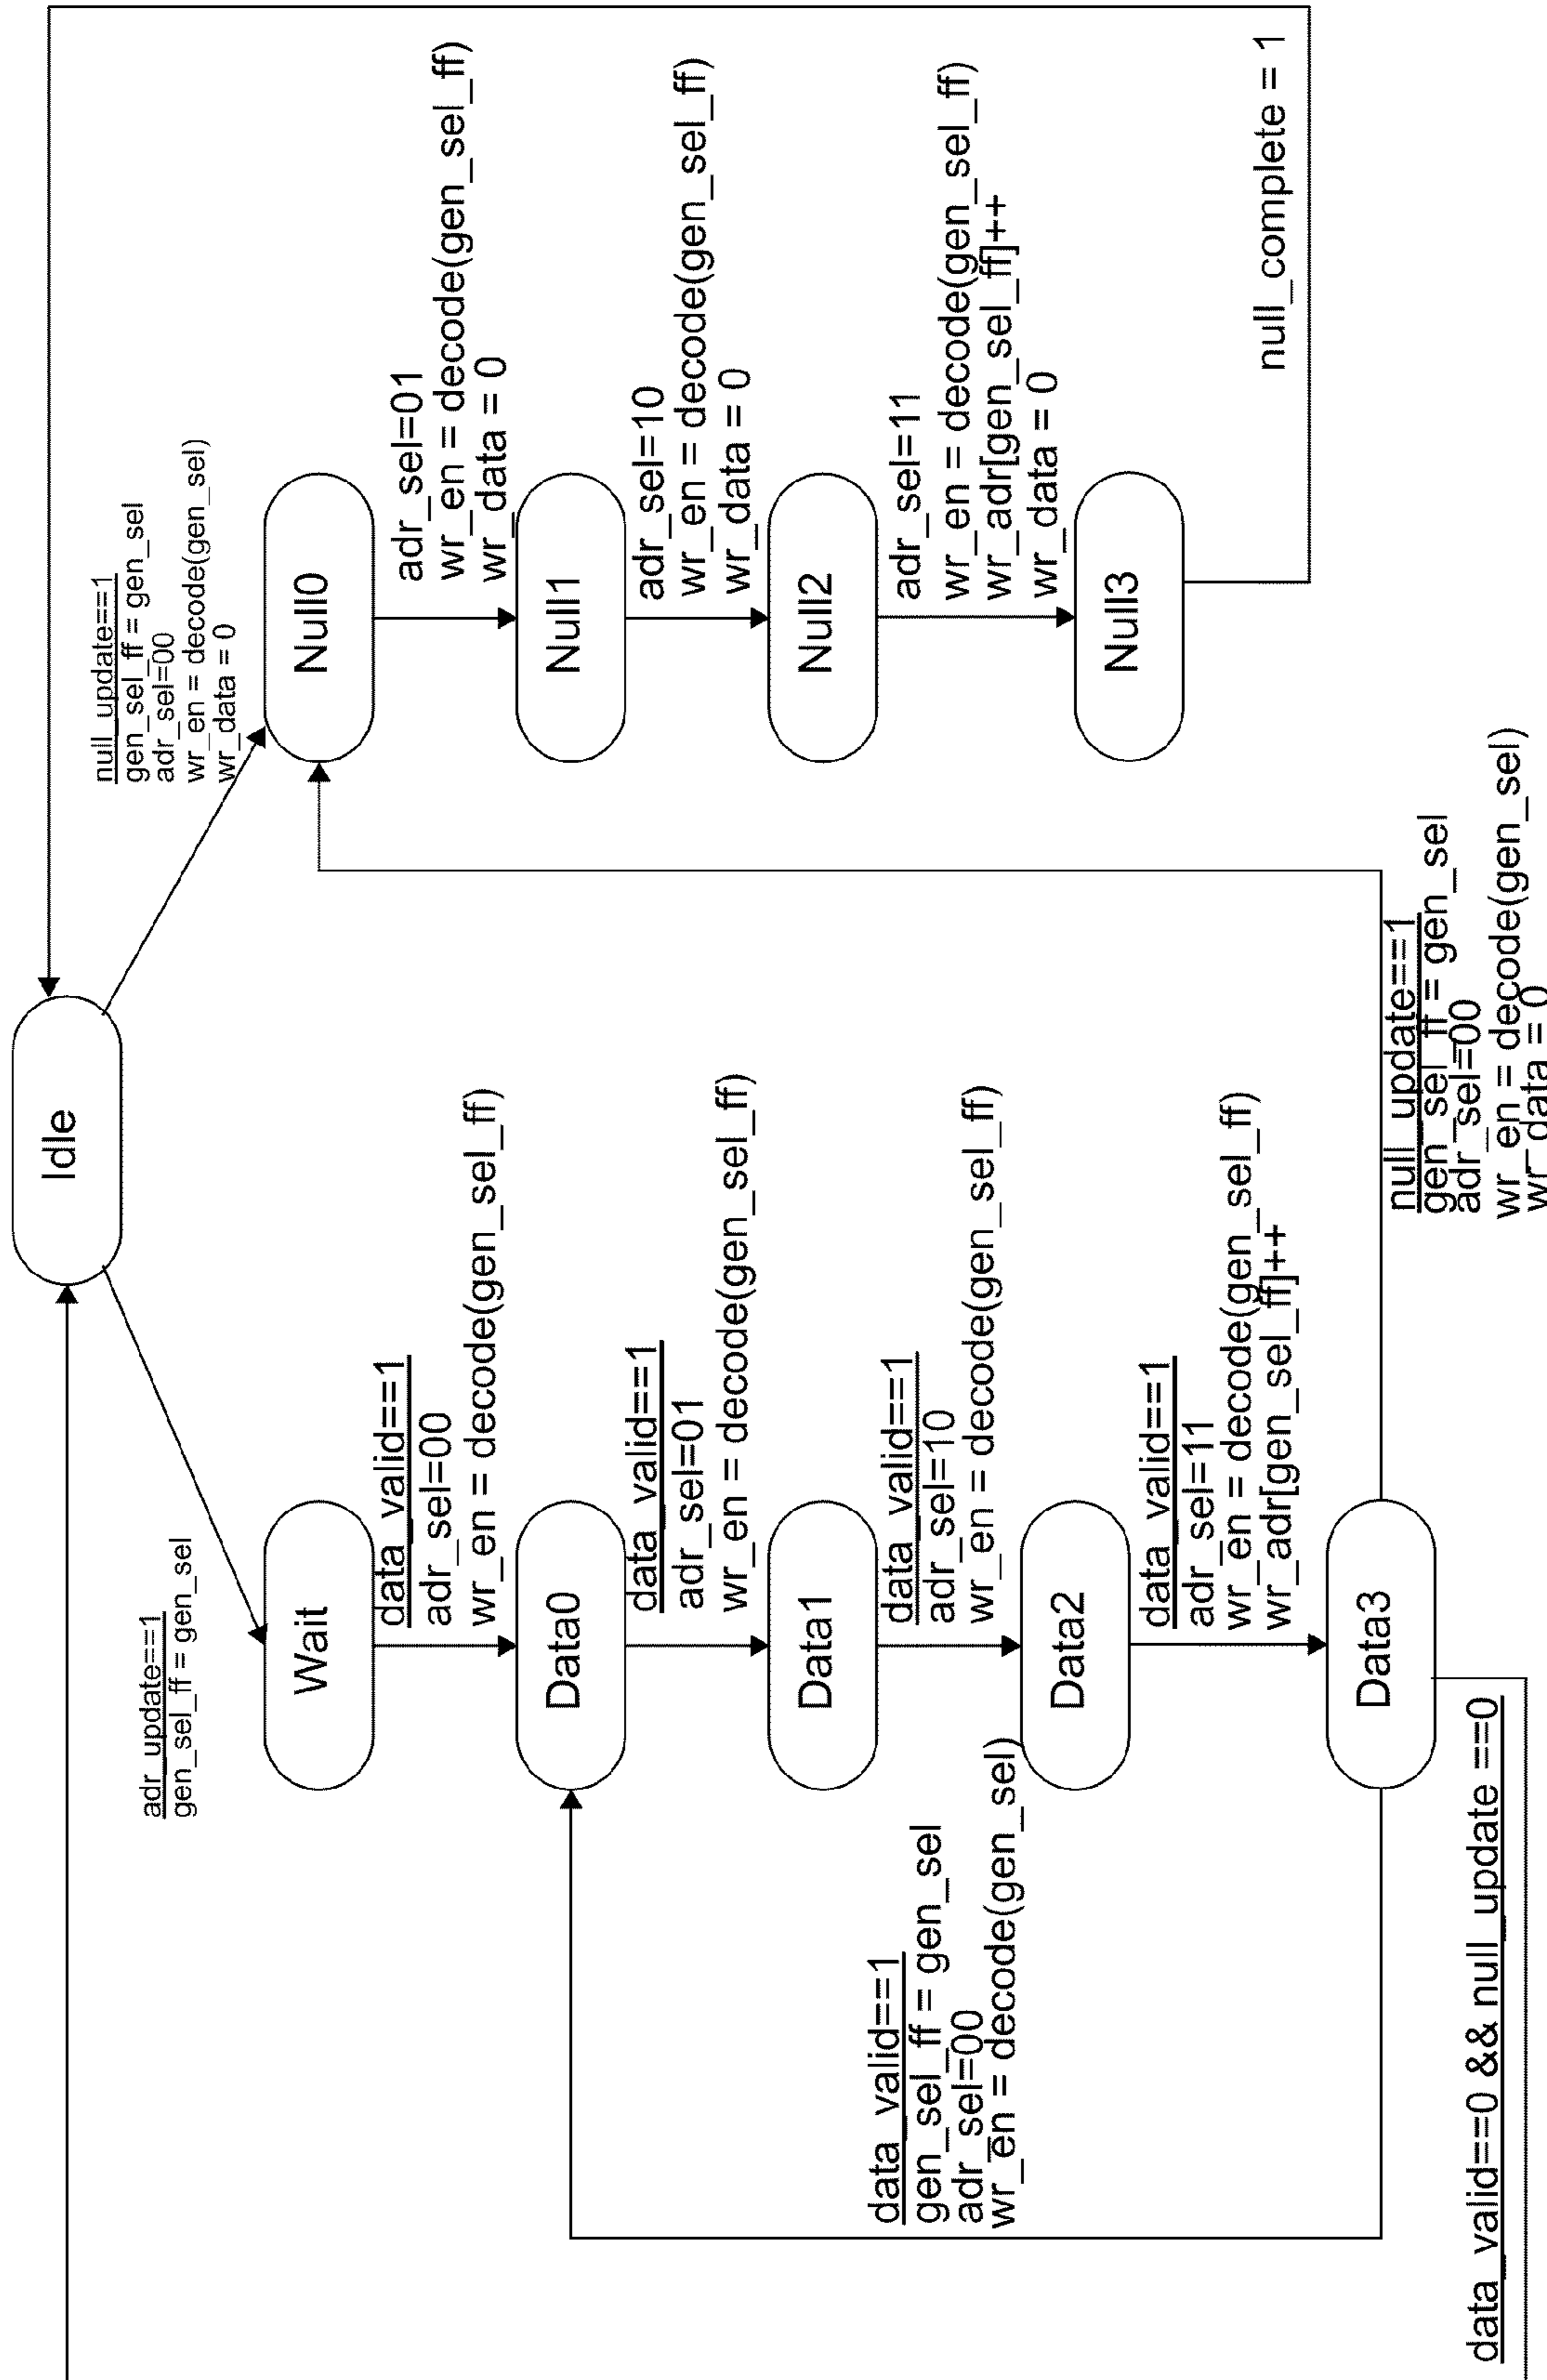 Idle
adr_update==1
gen_sel_ff = gen_sel
null_update==1
gen_sel_ff = gen_sel
adr_sel=00
wr_en = decode(gen_sel)
wr_data = 0
Wait
data_valid==1
adr_sel=00
wr_en = decode(gen_sel_ff)
Data0
data_valid==1
adr_sel=01
wr_en = decode(gen_sel_ff)
Data1
data_valid==1
adr_sel=10
wr_en = decode(gen_sel_ff)
Data2
data_valid==1
adr_sel=11
wr_en = decode(gen_sel_ff)
wr_adr[gen_sel_ff]++
Data3
data_valid==1
gen_sel_ff = gen_sel
adr_sel=00
wr_en = decode(gen_sel)
data_valid==0 && null_update ==0
null_update==1
gen_sel_ff = gen_sel
adr_sel=00
wr_en = decode(gen_sel)
wr_data = 0
Null0
adr_sel=01
wr_en = decode(gen_sel_ff)
wr_data = 0
Null1
adr_sel=10
wr_en = decode(gen_sel_ff)
wr_data = 0
Null2
adr_sel=11
wr_en = decode(gen_sel_ff)
wr_adr[gen_sel_ff]++
wr_data = 0
Null3
null_complete = 1